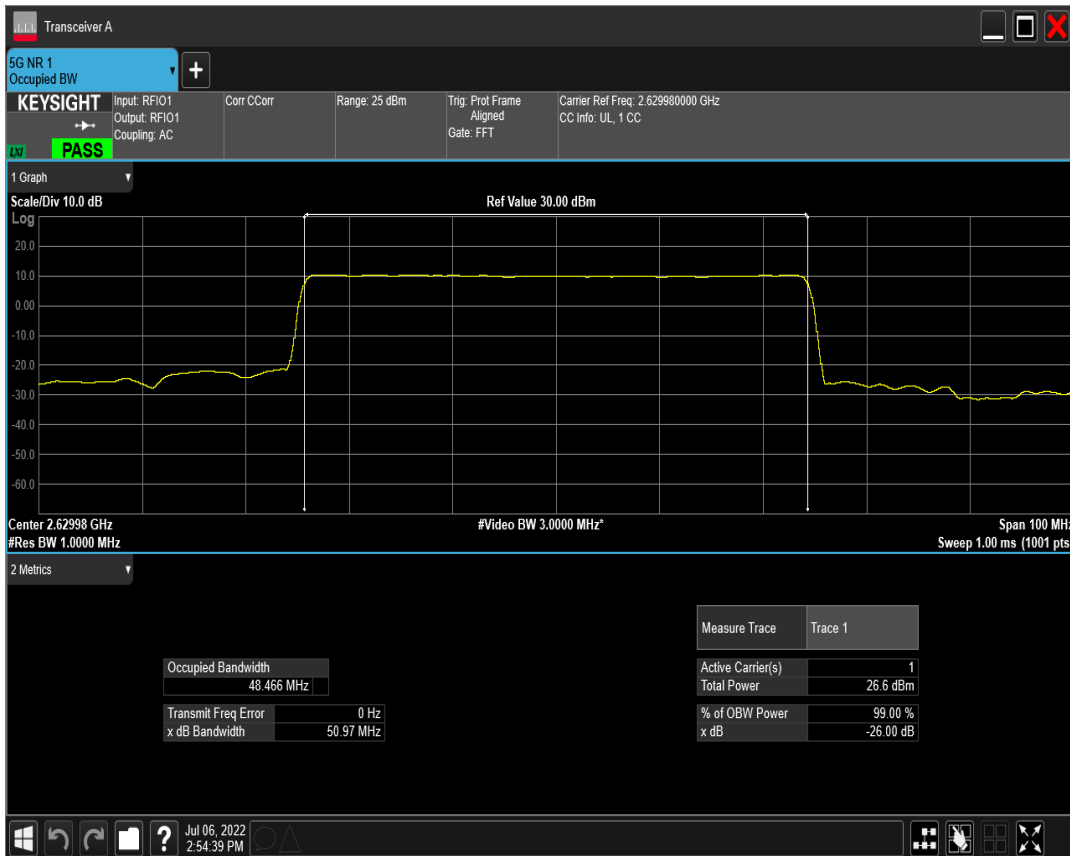 Transceiver A
5G NR 1
Occupied BW
+
KEYSIGHT
LXI
PASS
Input: RFIO1
Output: RFIO1
Coupling: AC
Corr CCorr
Range: 25 dBm
Trig: Prot Frame
Aligned
Gate: FFT
Carrier Ref Freq: 2.629980000 GHz
CC Info: UL, 1 CC
1 Graph
Scale/Div 10.0 dB
Ref Value 30.00 dBm
Log
20.0
10.0
0.00
-10.0
-20.0
-30.0
-40.0
-50.0
-60.0
Center 2.62998 GHz
#Video BW 3.0000 MHz*
Span 100 MHz
#Res BW 1.0000 MHz
Sweep 1.00 ms (1001 pts
2 Metrics
Measure Trace Trace 1
Occupied Bandwidth
48.466 MHz
Active Carrier(s) 1
Total Power 26.6 dBm
Transmit Freq Error 0 Hz
x dB Bandwidth 50.97 MHz
% of OBW Power 99.00 %
x dB -26.00 dB
?
Jul 06, 2022
2:54:39 PM